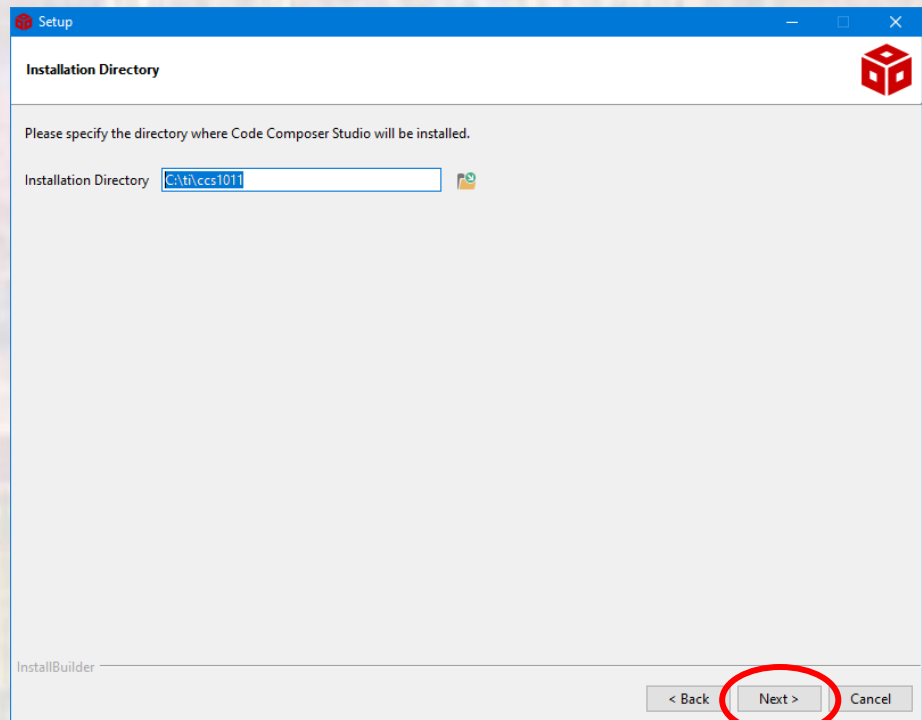 Setup
Installation Directory
Please specify the directory where Code Composer Studio will be installed.
Installation Directory C:\ti\ccs1011
InstallBuilder
< Back Next > Cancel